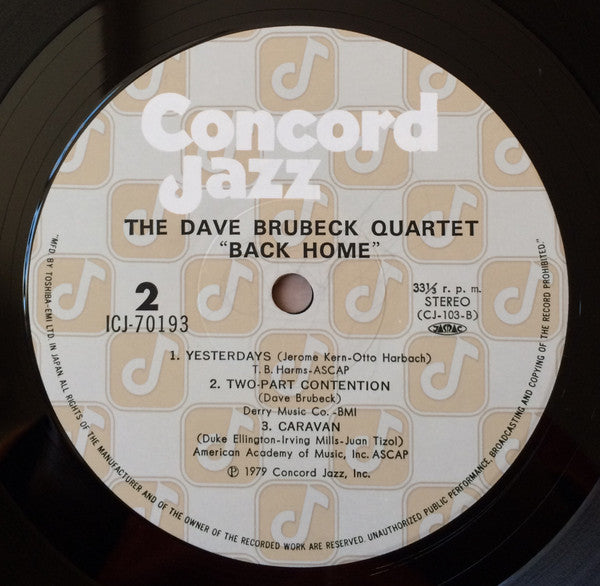 Concord
Jazz
THE DAVE BRUBECK QUARTET
“BACK HOME”
2
ICJ-70193
33⅓ r. p. m.
STEREO
(CJ-103-B)
JASRAC
1. YESTERDAYS (Jerome Kern-Otto Harbach)
T. B. Harms-ASCAP
2. TWO-PART CONTENTION
(Dave Brubeck)
Derry Music Co. -BMI
3. CARAVAN
(Duke Ellington-Irving Mills-Juan Tizol)
American Academy of Music, Inc. ASCAP
Ⓟ 1979 Concord Jazz, Inc.
"MFD. BY TOSHIBA-EMI LTD. IN JAPAN ALL RIGHTS OF THE MANUFACTURER AND OF THE OWNER OF THE RECORDED WORK ARE RESERVED. UNAUTHORIZED PUBLIC PERFORMANCE, BROADCASTING AND COPYING OF THE RECORD PROHIBITED."